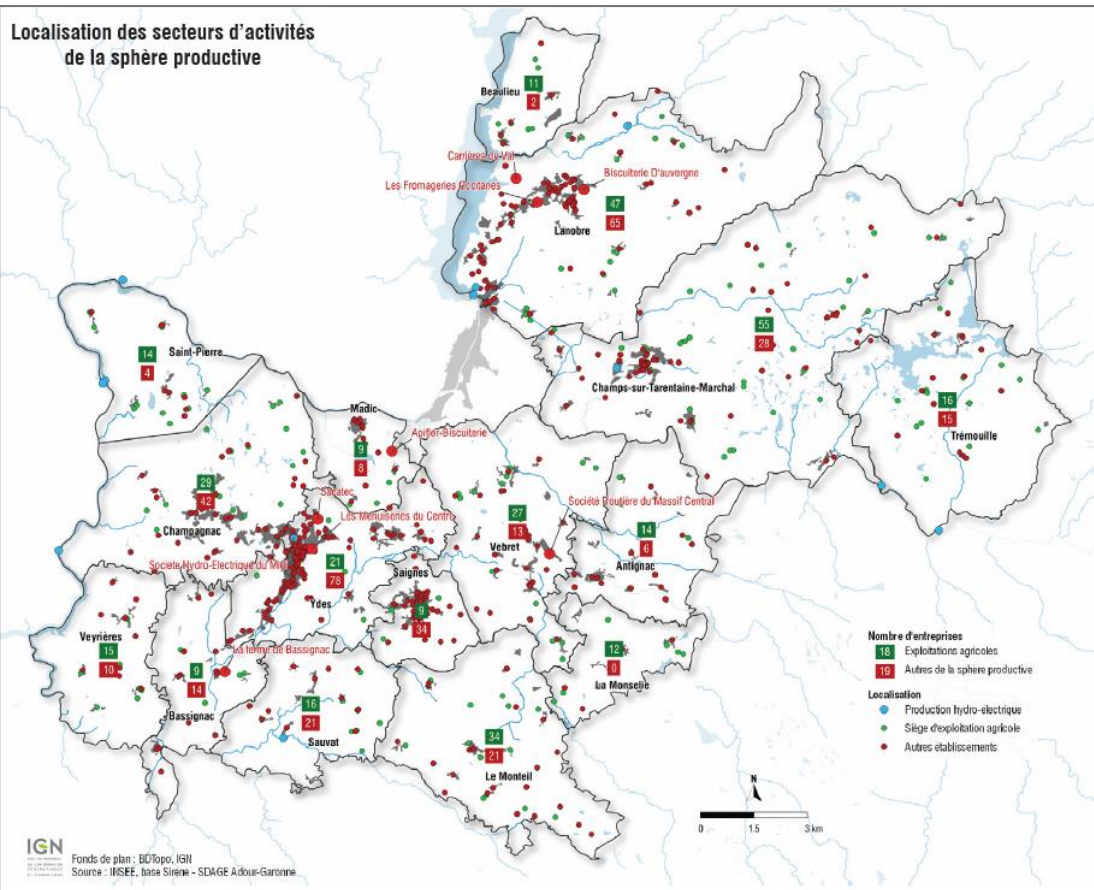 Localisation des secteurs d'activités
de la sphère productive
Beaulieu
11
2
Carrières du Val
Biscuiterie D'auvergne
Les Fromageries Occitanes
47
65
Lanobre
55
28
Champs-sur-Tarentaine-Marchal
16
15
Trémouille
14
Saint-Pierre
4
Madic
9
8
Apiflor-Biscuiterie
29
42
Champagnac
Sacatec
Les Menuiseries du Centre
Société Hydro-Electrique du Midi
21
78
Ydes
27
13
Vebret
Société Routière du Massif Central
14
6
Antignac
Saignes
9
34
Veyrières
15
10
La ferme de Bassignac
9
14
Bassignac
16
21
Sauvat
12
0
La Monselie
34
21
Le Monteil
Nombre d'entreprises
18 Exploitations agricoles
19 Autres de la sphère productive
Localisation
Production hydro-électrique
Siège d'exploitation agricole
Autres établissements
N
0 1.5 3 km
IGN
Fonds de plan : BDTopo, IGN
Source : INSEE, base Sirene - SDAGE Adour-Garonne